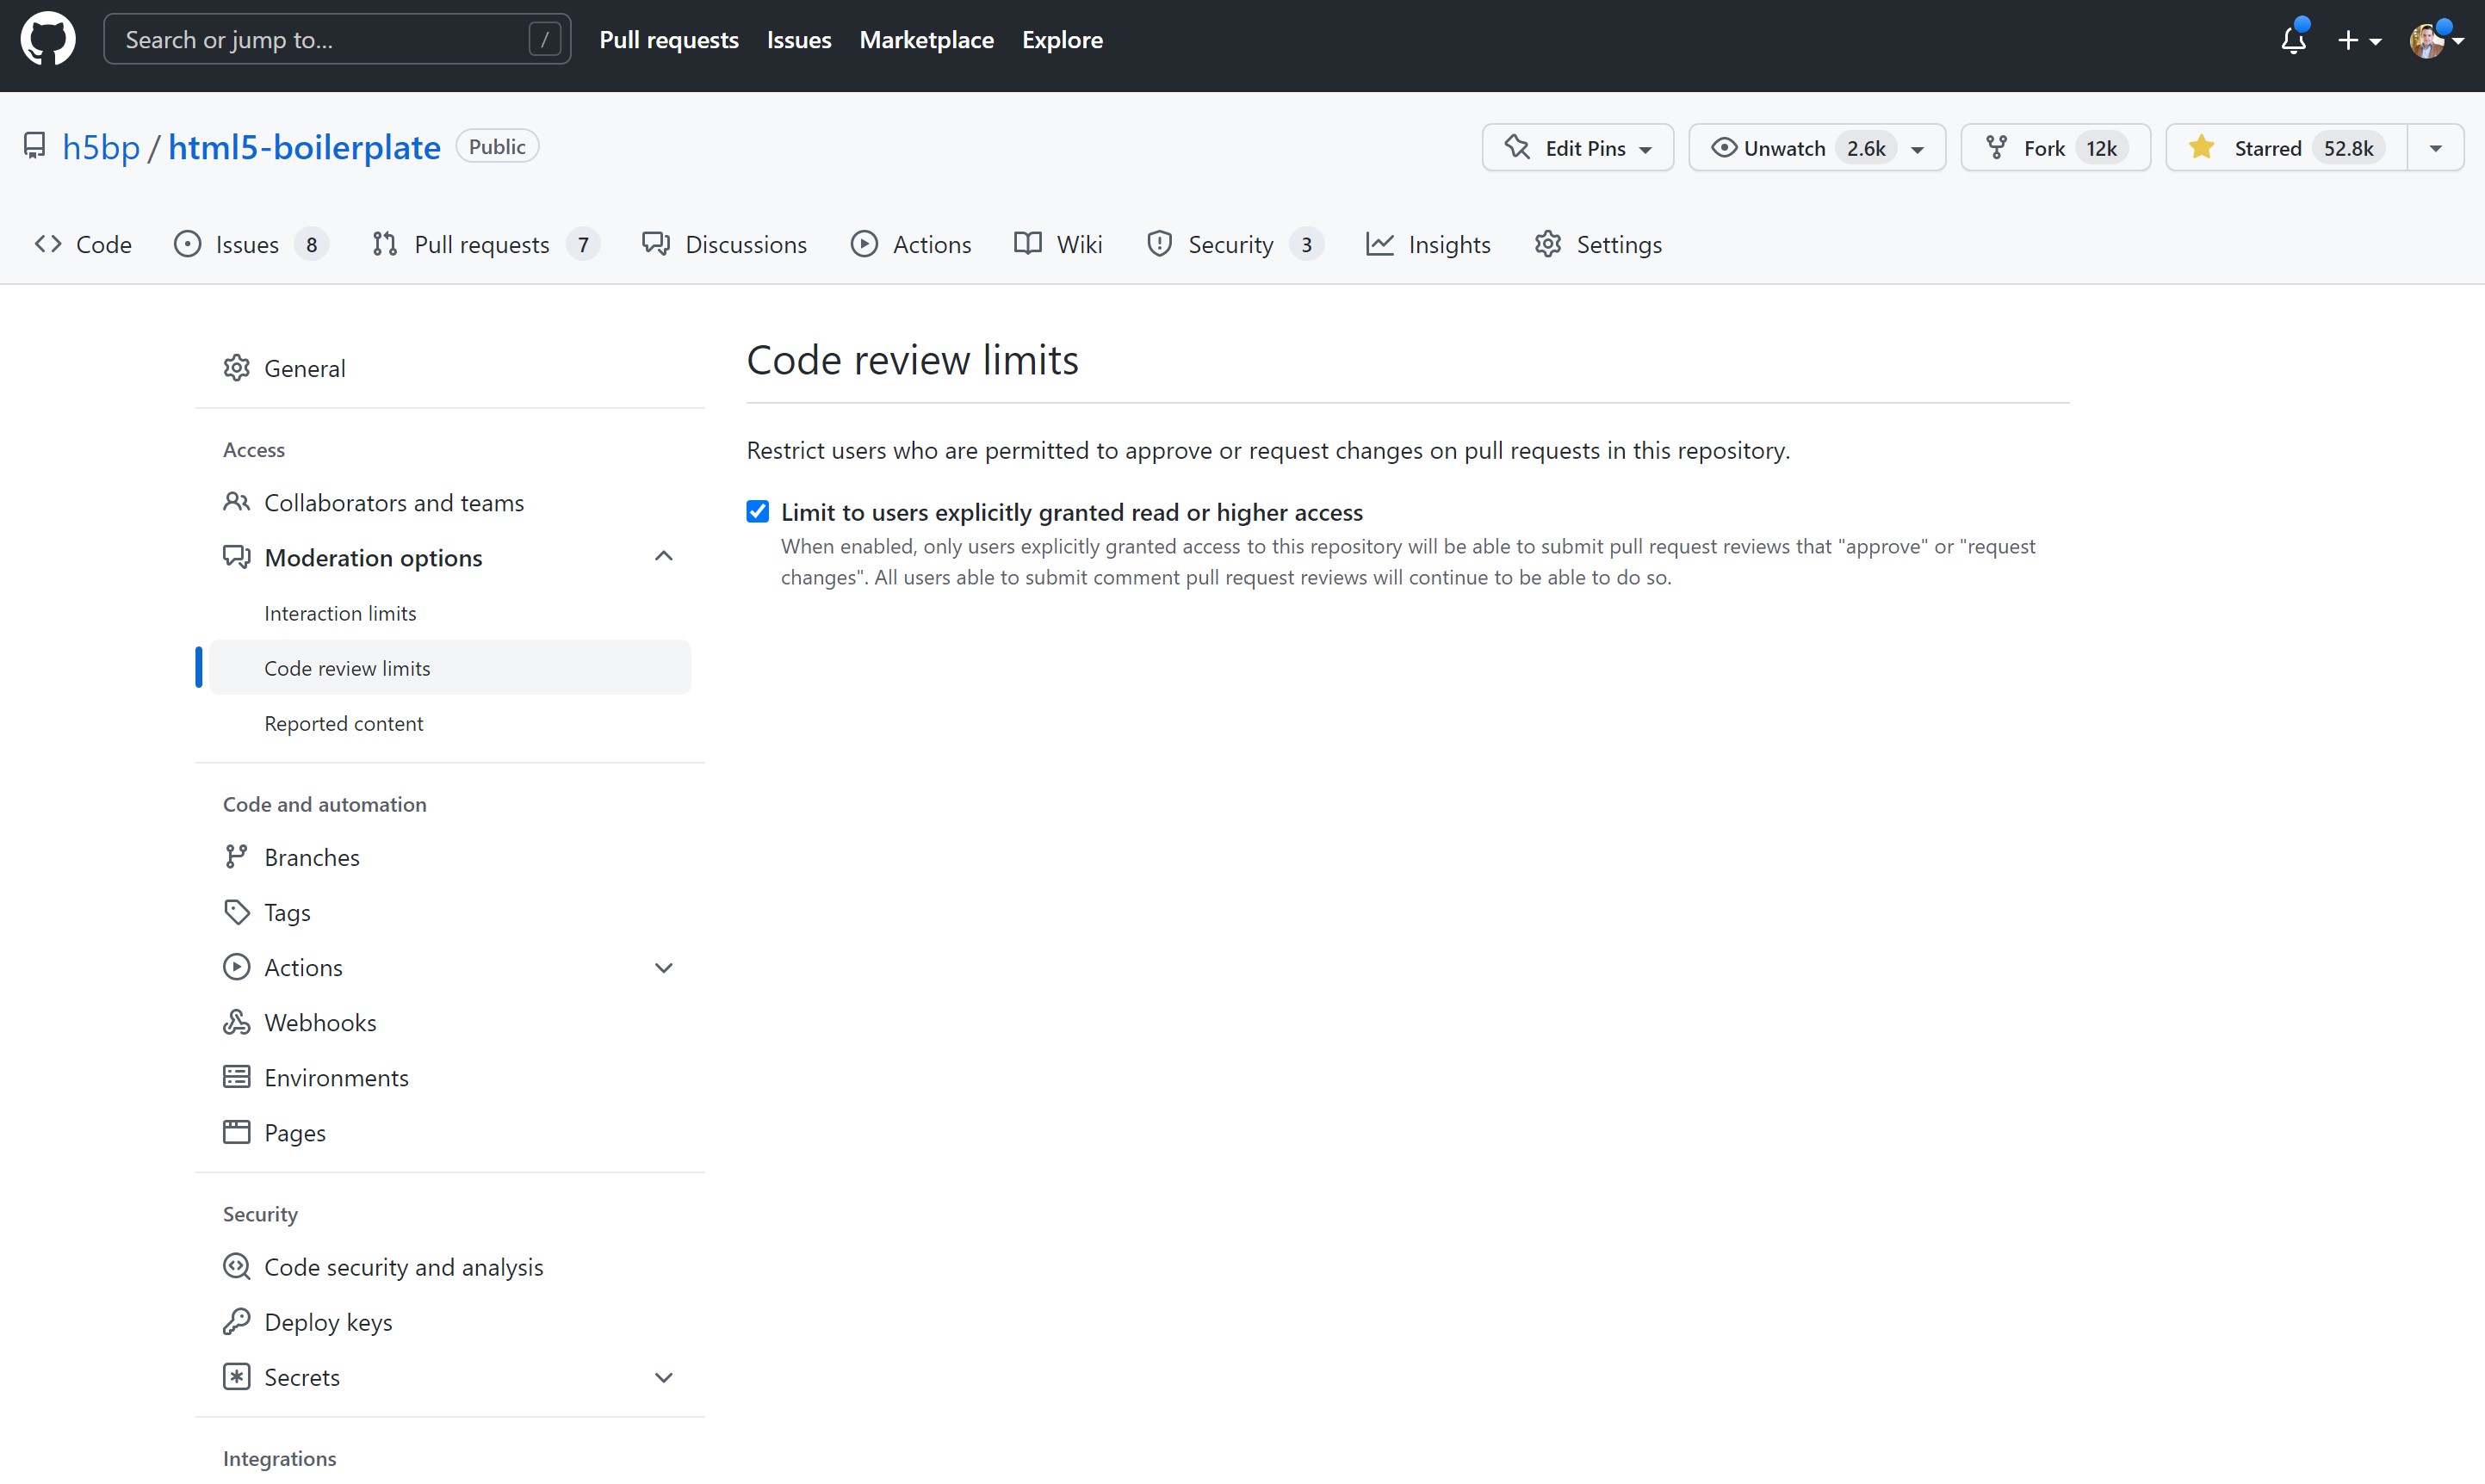 Search or jump to... /
Pull requests Issues Marketplace Explore
h5bp / html5-boilerplate Public
Edit Pins Unwatch 2.6k Fork 12k Starred 52.8k
Code Issues 8 Pull requests 7 Discussions Actions Wiki Security 3 Insights Settings
General
Access
Collaborators and teams
Moderation options
Interaction limits
Code review limits
Reported content
Code and automation
Branches
Tags
Actions
Webhooks
Environments
Pages
Security
Code security and analysis
Deploy keys
Secrets
Integrations
Code review limits
Restrict users who are permitted to approve or request changes on pull requests in this repository.
Limit to users explicitly granted read or higher access
When enabled, only users explicitly granted access to this repository will be able to submit pull request reviews that "approve" or "request
changes". All users able to submit comment pull request reviews will continue to be able to do so.